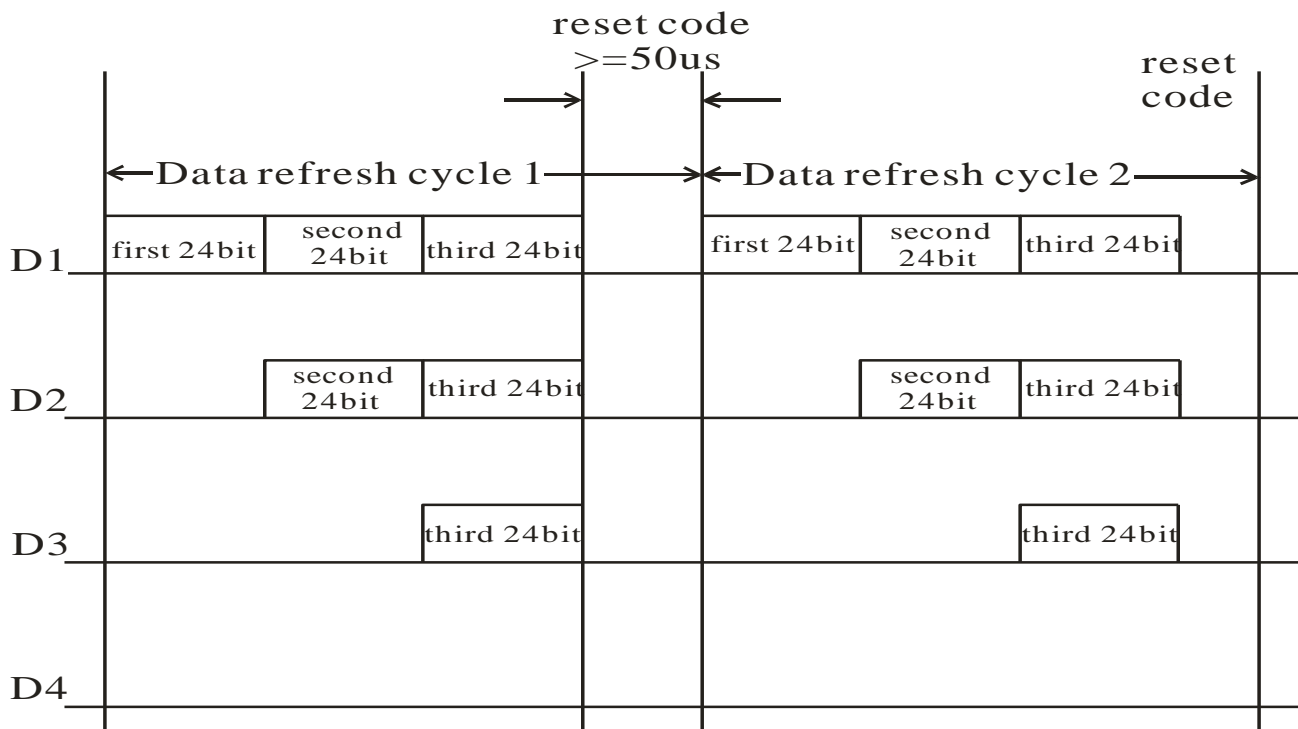 reset code
>=50us
reset
code
Data refresh cycle 1
Data refresh cycle 2
D1
first 24bit
second
24bit
third 24bit
first 24bit
second
24bit
third 24bit
D2
second
24bit
third 24bit
second
24bit
third 24bit
D3
third 24bit
third 24bit
D4